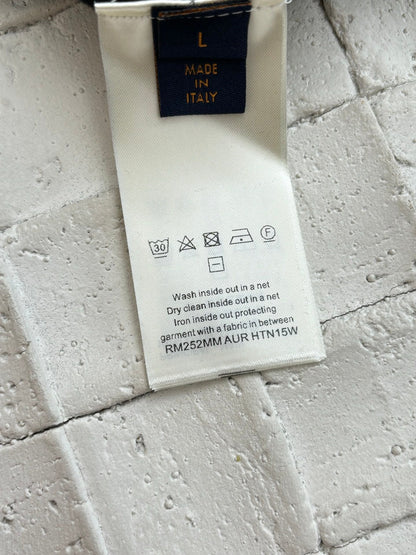 L
MADE
IN
ITALY
30
F
Wash inside out in a net
Dry clean inside out in a net
Iron inside out protecting
garment with a fabric in between
RM252MM AUR HTN15W